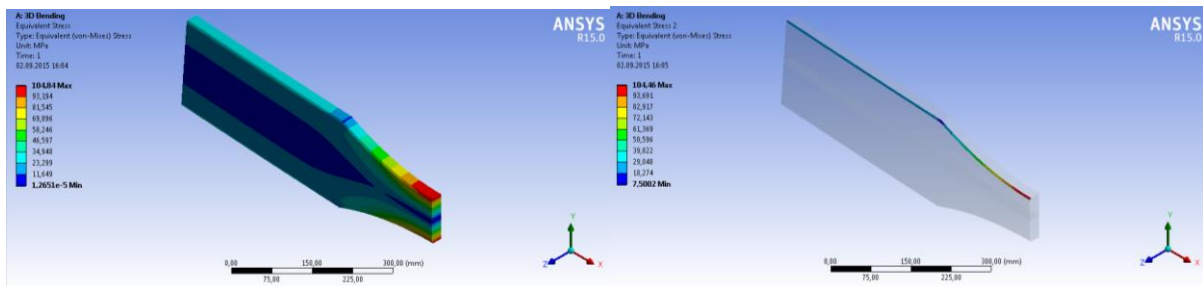 A: 3D Bending
Equivalent Stress
Type: Equivalent (von-Mises) Stress
Unit: MPa
Time: 1
02.09.2015 16:04
104,84 Max
93,194
81,545
69,896
58,246
46,597
34,948
23,299
11,649
1,2651e-5 Min
ANSYS
R15.0
0,00
150,00
300,00 (mm)
75,00
225,00
Y
Z
X
A: 3D Bending
Equivalent Stress 2
Type: Equivalent (von-Mises) Stress
Unit: MPa
Time: 1
02.09.2015 16:05
104,46 Max
93,691
82,917
72,143
61,369
50,596
39,822
29,048
18,274
7,5002 Min
ANSYS
R15.0
0,00
150,00
300,00 (mm)
75,00
225,00
Y
Z
X